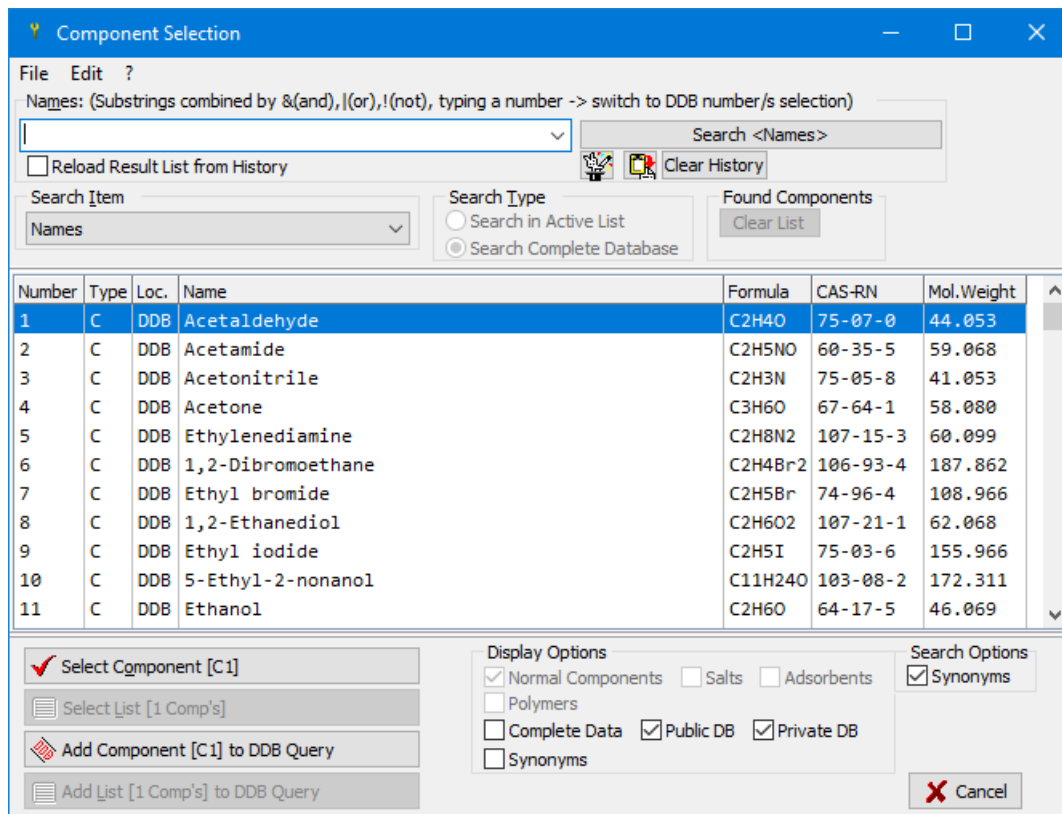 Component Selection
File Edit ?
Names: (Substrings combined by &(and),|(or),!(not), typing a number -> switch to DDB number/s selection)
Search <Names>
Reload Result List from History
Clear History
Search Item
Search Type
Found Components
Names
Search in Active List
Clear List
Search Complete Database
Number Type Loc. Name Formula CAS-RN Mol.Weight
1 C DDB Acetaldehyde C2H4O 75-07-0 44.053
2 C DDB Acetamide C2H5NO 60-35-5 59.068
3 C DDB Acetonitrile C2H3N 75-05-8 41.053
4 C DDB Acetone C3H6O 67-64-1 58.080
5 C DDB Ethylenediamine C2H8N2 107-15-3 60.099
6 C DDB 1,2-Dibromoethane C2H4Br2 106-93-4 187.862
7 C DDB Ethyl bromide C2H5Br 74-96-4 108.966
8 C DDB 1,2-Ethanediol C2H6O2 107-21-1 62.068
9 C DDB Ethyl iodide C2H5I 75-03-6 155.966
10 C DDB 5-Ethyl-2-nonanol C11H24O 103-08-2 172.311
11 C DDB Ethanol C2H6O 64-17-5 46.069
Select Component [C1]
Select List [1 Comp's]
Add Component [C1] to DDB Query
Add List [1 Comp's] to DDB Query
Display Options
Normal Components Salts Adsorbents
Polymers
Complete Data Public DB Private DB
Synonyms
Search Options
Synonyms
Cancel